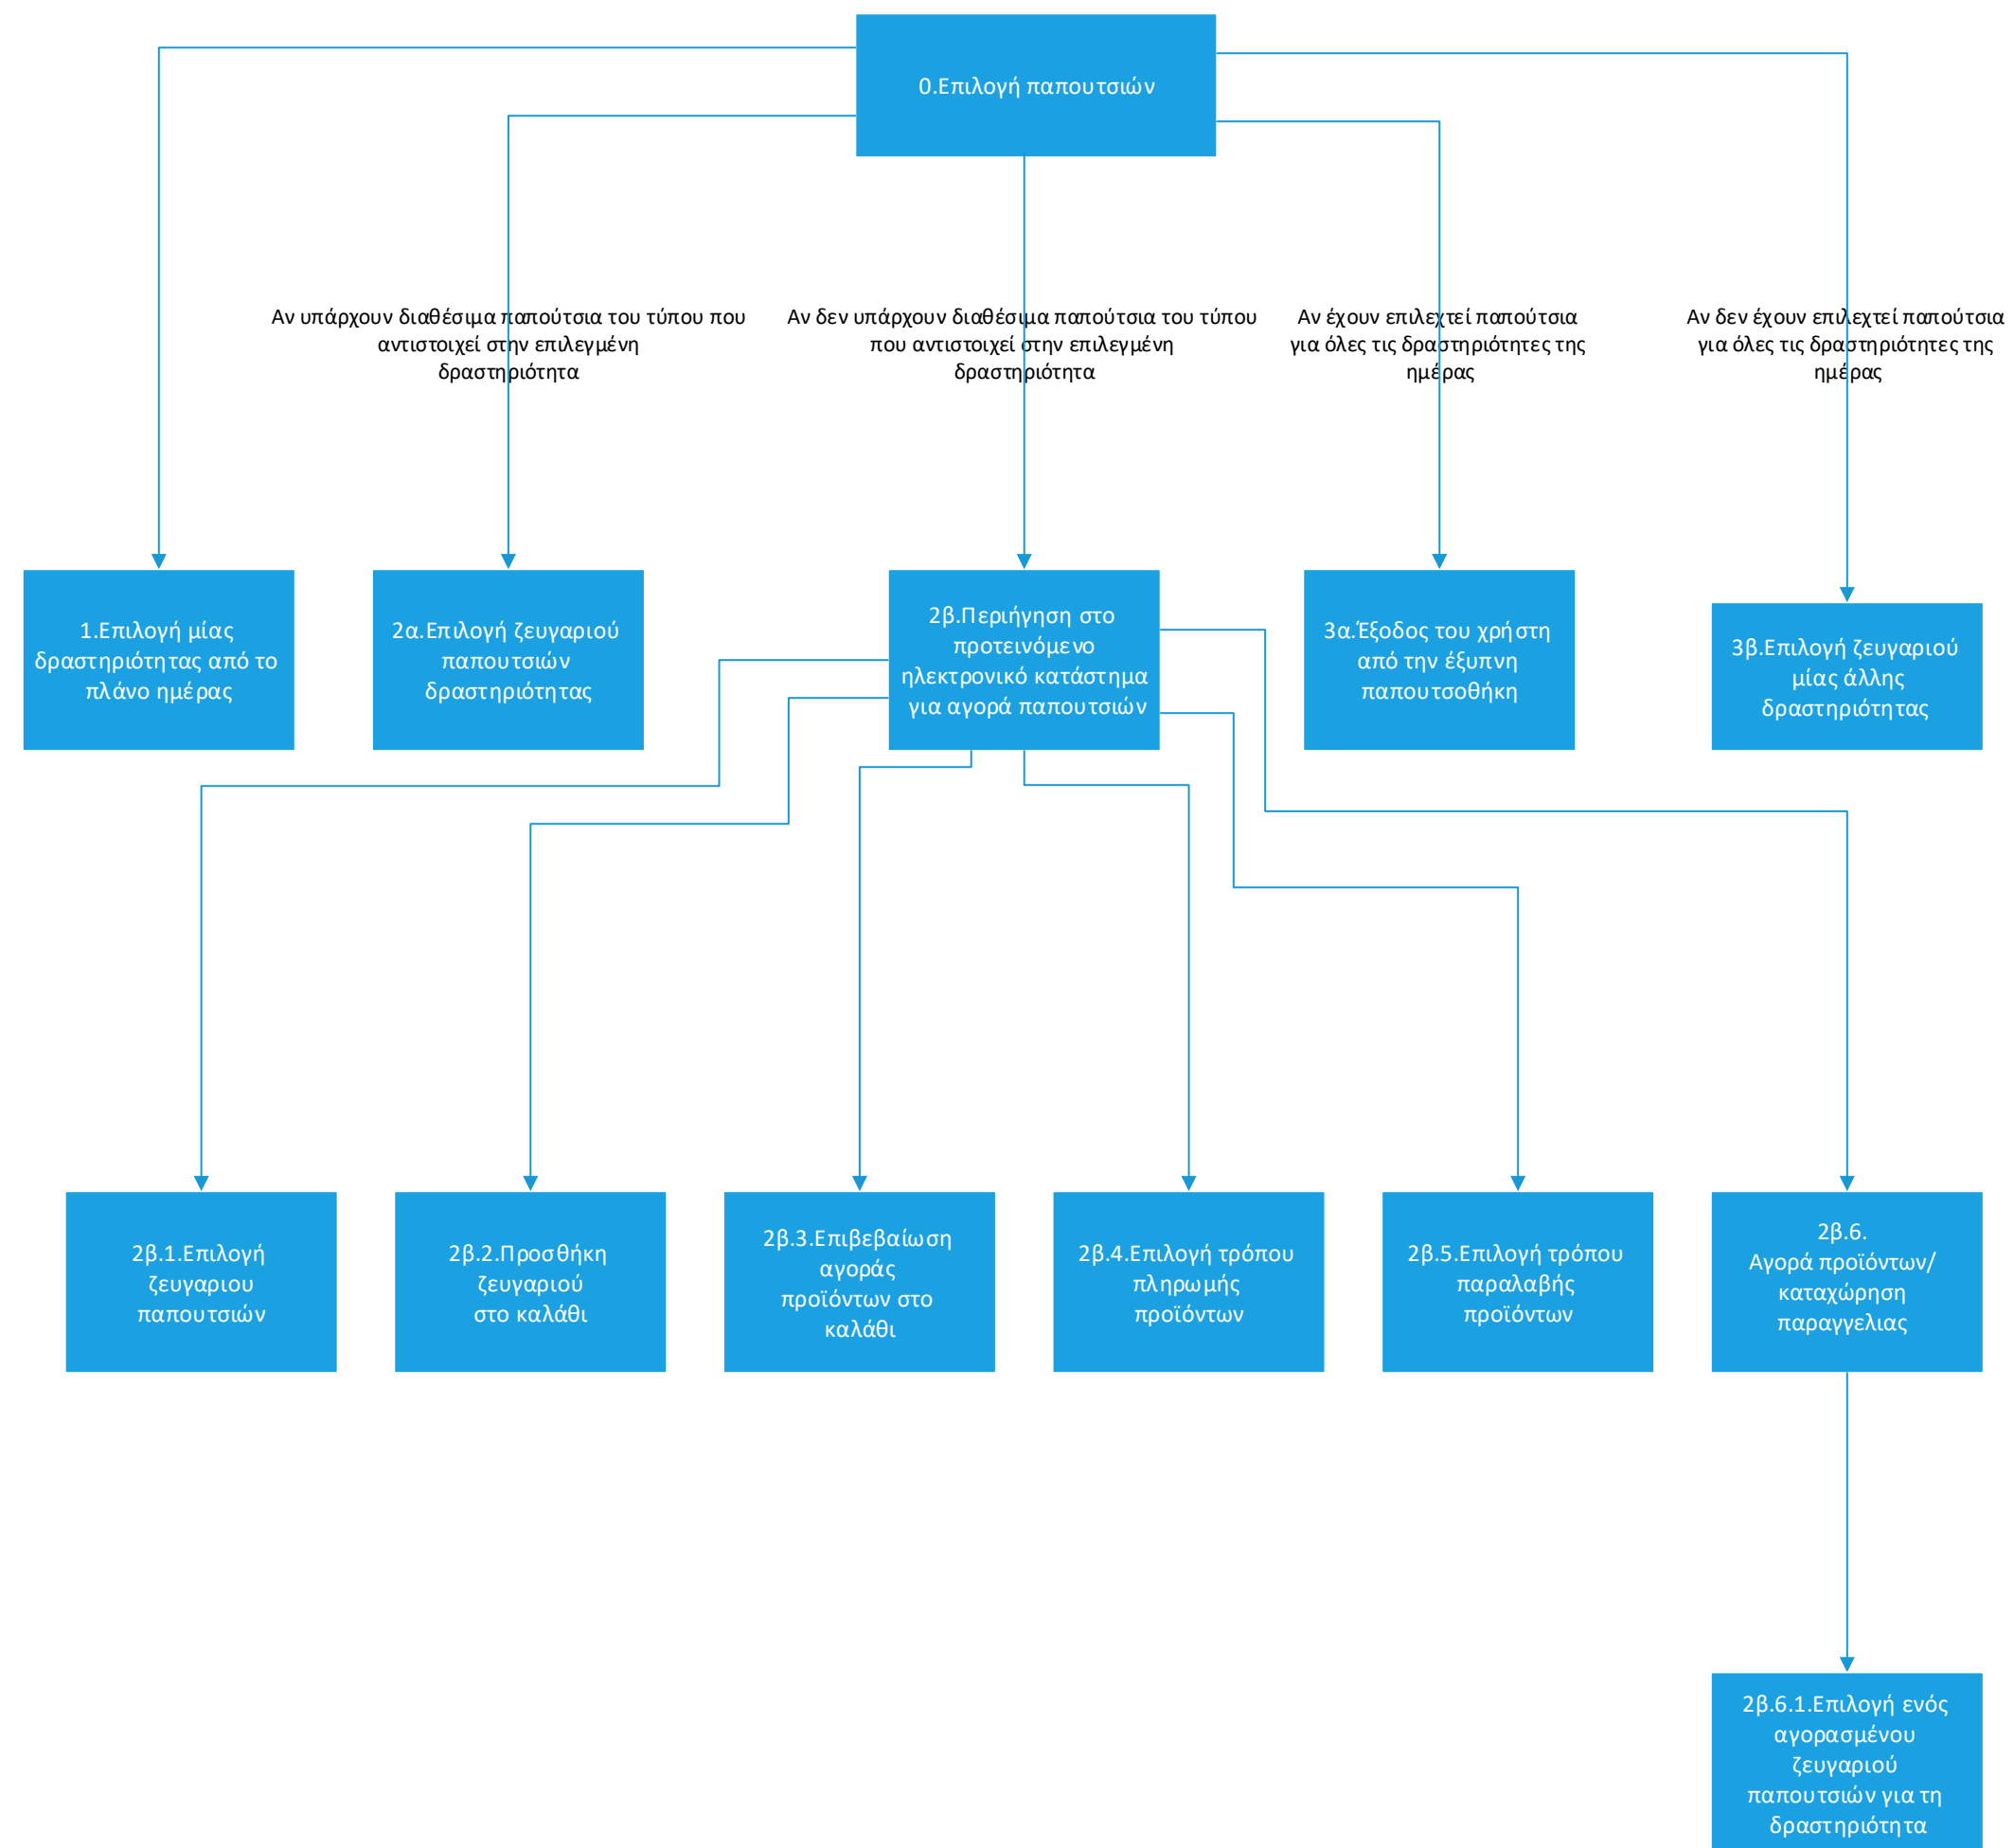 0.Επιλογή παπουτσιών
Αν υπάρχουν διαθέσιμα παπούτσια του τύπου που
αντιστοιχεί στην επιλεγμένη
δραστηριότητα
Αν δεν υπάρχουν διαθέσιμα παπούτσια του τύπου
που αντιστοιχεί στην επιλεγμένη
δραστηριότητα
Αν έχουν επιλεχτεί παπούτσια
για όλες τις δραστηριότητες της
ημέρας
Αν δεν έχουν επιλεχτεί παπούτσια
για όλες τις δραστηριότητες της
ημέρας
1.Επιλογή μίας
δραστηριότητας από το
πλάνο ημέρας
2α.Επιλογή ζευγαριού
παπουτσιών
δραστηριότητας
2β.Περιήγηση στο
προτεινόμενο
ηλεκτρονικό κατάστημα
για αγορά παπουτσιών
3α.Έξοδος του χρήστη
από την έξυπνη
παπουτσοθήκη
3β.Επιλογή ζευγαριού
μίας άλλης
δραστηριότητας
2β.1.Επιλογή
ζευγαριου
παπουτσιών
2β.2.Προσθήκη
ζευγαριού
στο καλάθι
2β.3.Επιβεβαίωση
αγοράς
προϊόντων στο
καλάθι
2β.4.Επιλογή τρόπου
πληρωμής
προϊόντων
2β.5.Επιλογή τρόπου
παραλαβής
προϊόντων
2β.6.
Αγορά προϊόντων/
καταχώρηση
παραγγελιας
2β.6.1.Επιλογή ενός
αγορασμένου
ζευγαριού
παπουτσιών για τη
δραστηριότητα